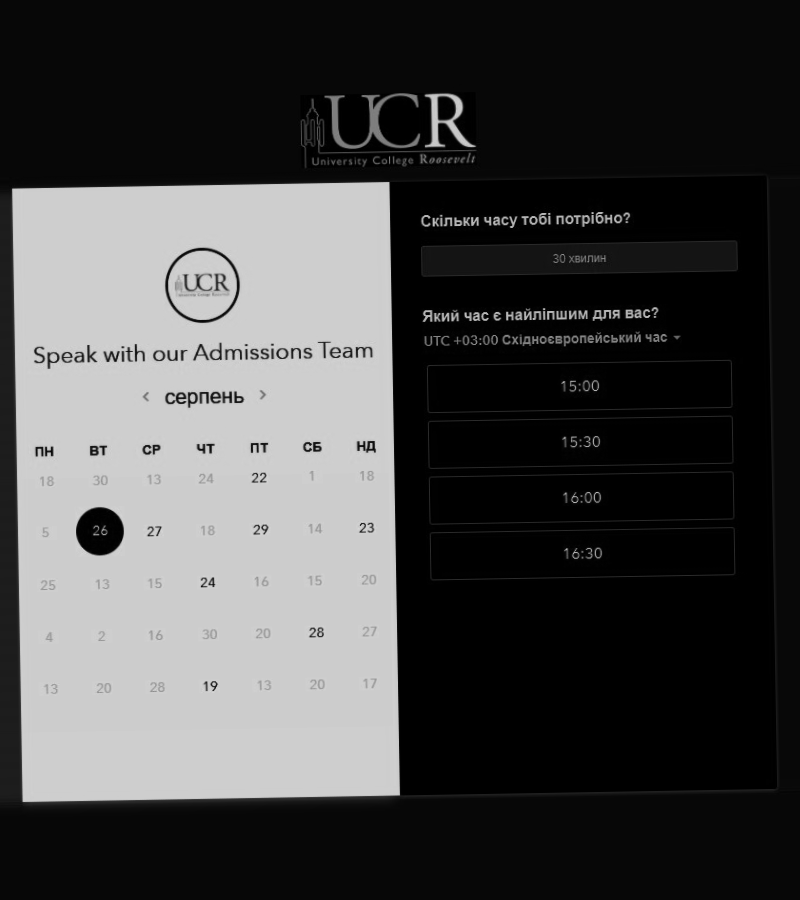 UCR
University College Roosevelt
UCR
University College Roosevelt
Speak with our Admissions Team
серпень
ПН ВТ СР ЧТ ПТ СБ НД
18 30 13 24 22 1 18
5 26 27 18 29 14 23
25 13 15 24 16 15 20
4 2 16 30 20 28 27
13 20 28 19 13 20 17
Скільки часу тобі потрібно?
30 хвилин
Який час є найліпшим для вас?
UTC +03:00 Східноєвропейський час
15:00
15:30
16:00
16:30